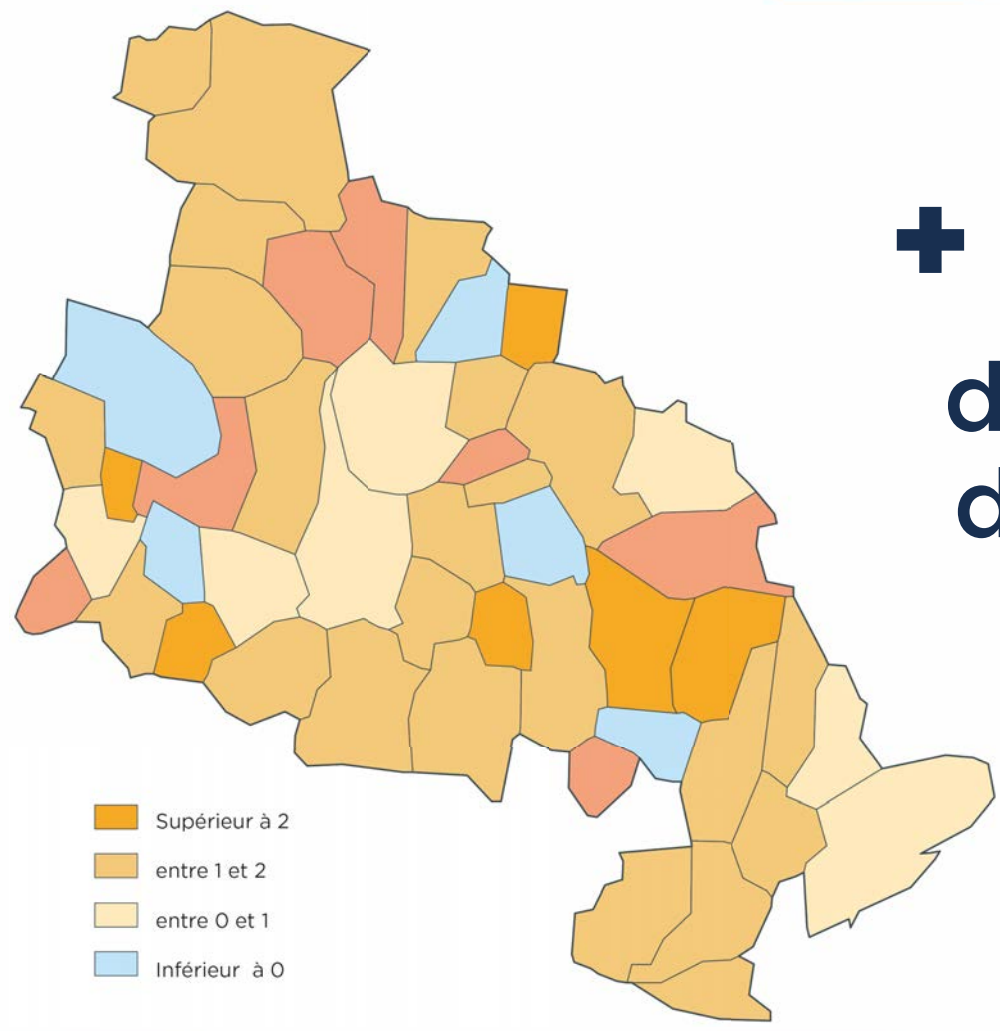 +
d
d
Supérieur à 2
entre 1 et 2
entre 0 et 1
Inférieur à 0